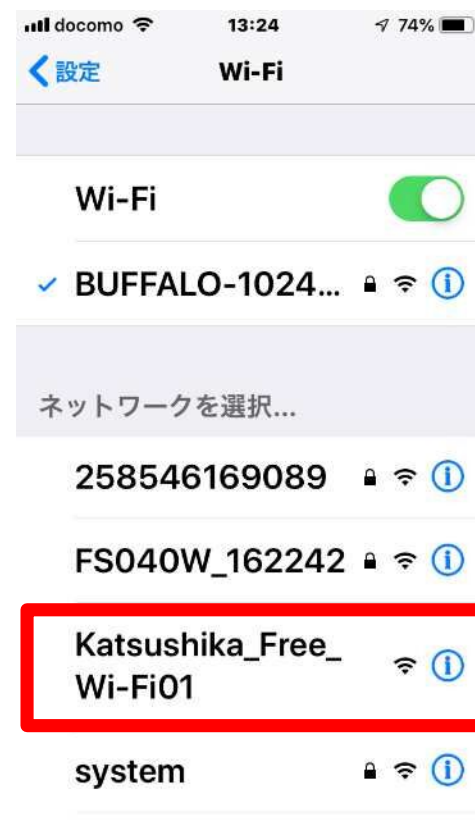 docomo 13:24 74%
設定 Wi-Fi
Wi-Fi
BUFFALO-1024...
ネットワークを選択...
258546169089
FS040W_162242
Katsushika_Free_
Wi-Fi01
system